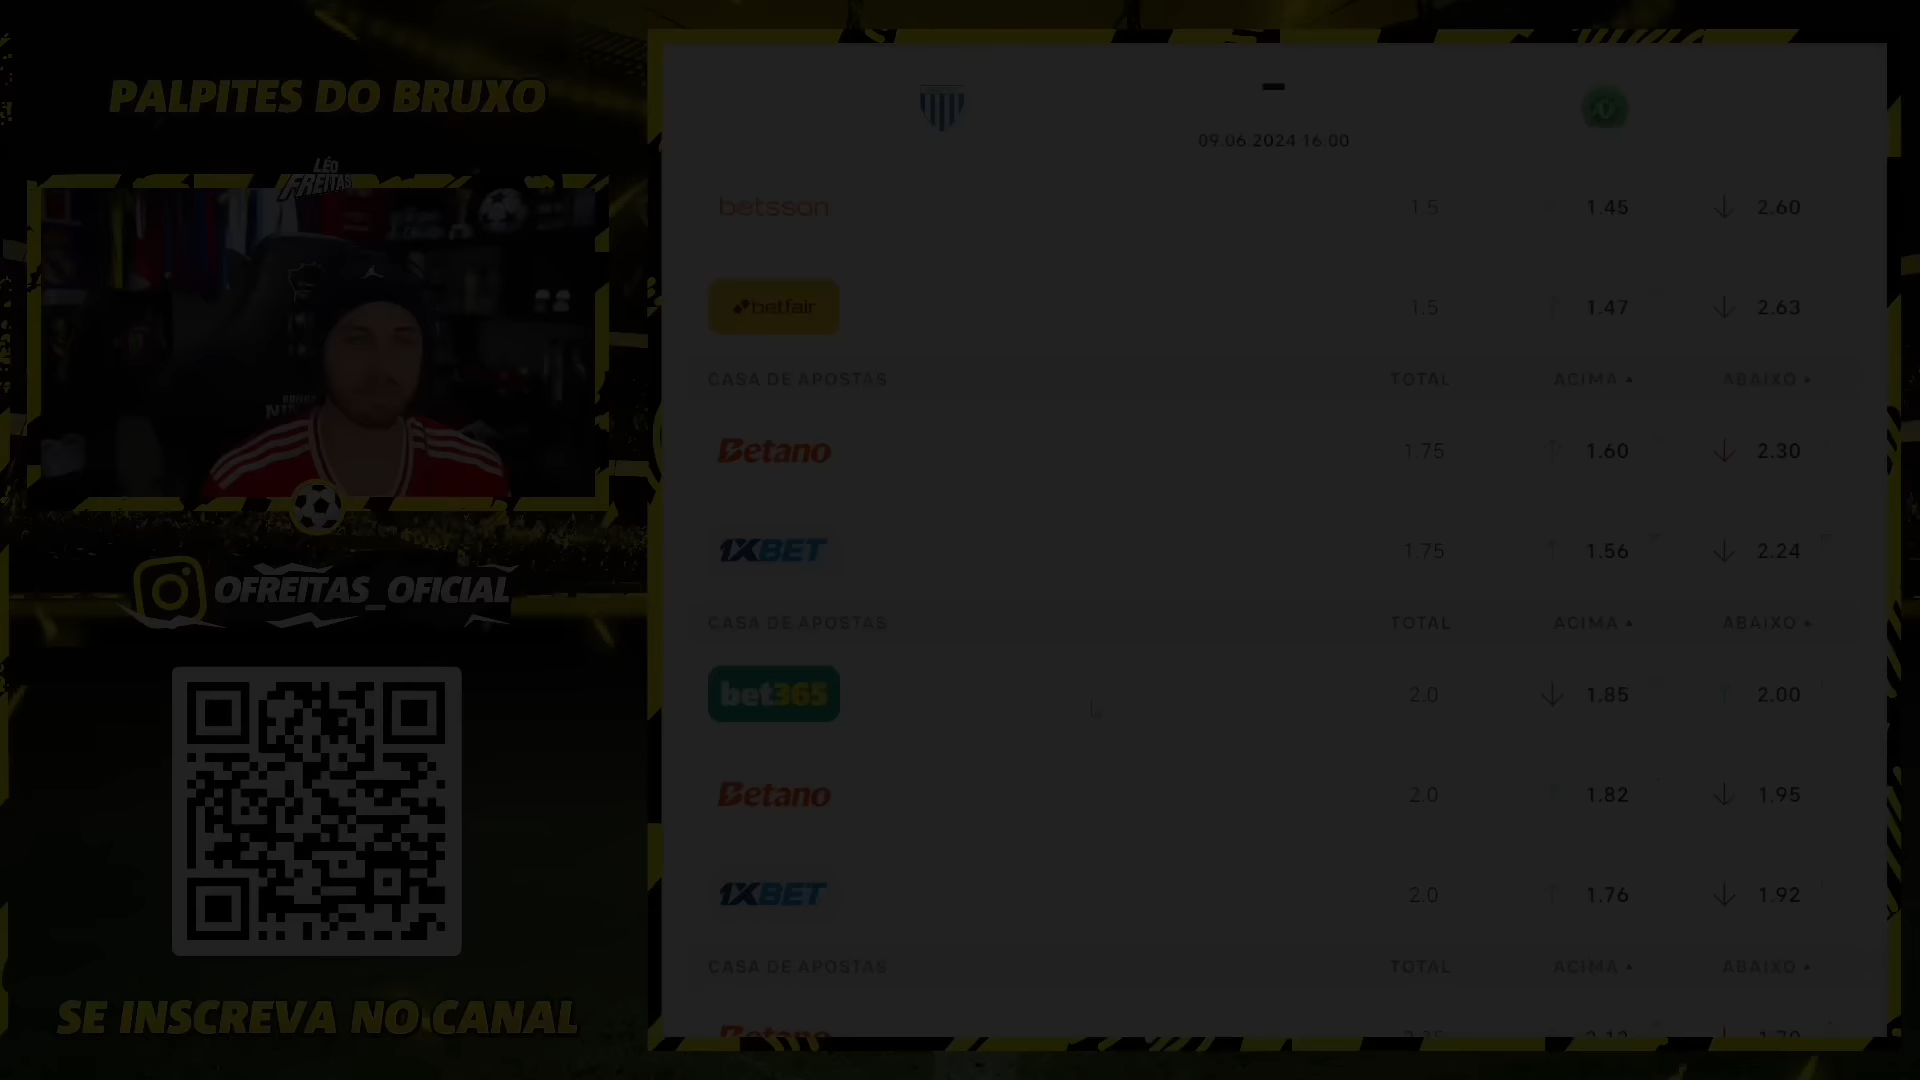 PALPITES DO BRUXO
LÉO
FREITAS
OFREITAS_OFICIAL
SE INSCREVA NO CANAL
09.06.2024 16:00
betsson 1.5 1.45 2.60
betfair 1.5 1.47 2.63
CASA DE APOSTAS TOTAL ACIMA ABAIXO
Betano 1.75 1.60 2.30
1XBET 1.75 1.56 2.24
CASA DE APOSTAS TOTAL ACIMA ABAIXO
bet365 2.0 1.85 2.00
Betano 2.0 1.82 1.95
1XBET 2.0 1.76 1.92
CASA DE APOSTAS TOTAL ACIMA ABAIXO
Betano